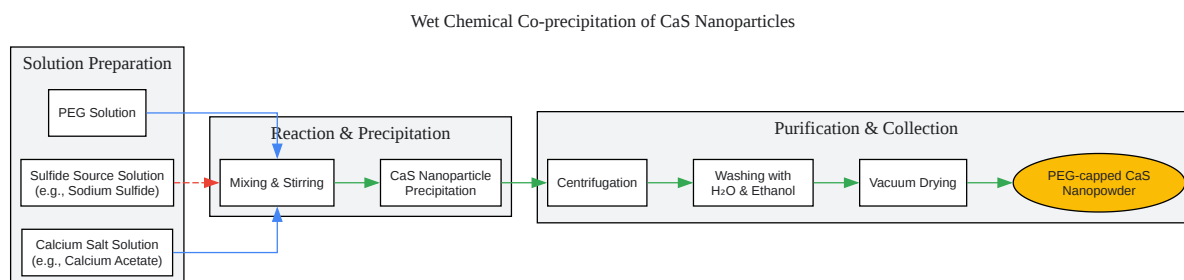 Wet Chemical Co-precipitation of CaS Nanoparticles
Solution Preparation
PEG Solution
Sulfide Source Solution
(e.g., Sodium Sulfide)
Calcium Salt Solution
(e.g., Calcium Acetate)
Reaction & Precipitation
Mixing & Stirring
CaS Nanoparticle
Precipitation
Purification & Collection
Centrifugation
Washing with
H₂O & Ethanol
Vacuum Drying
PEG-capped CaS
Nanopowder